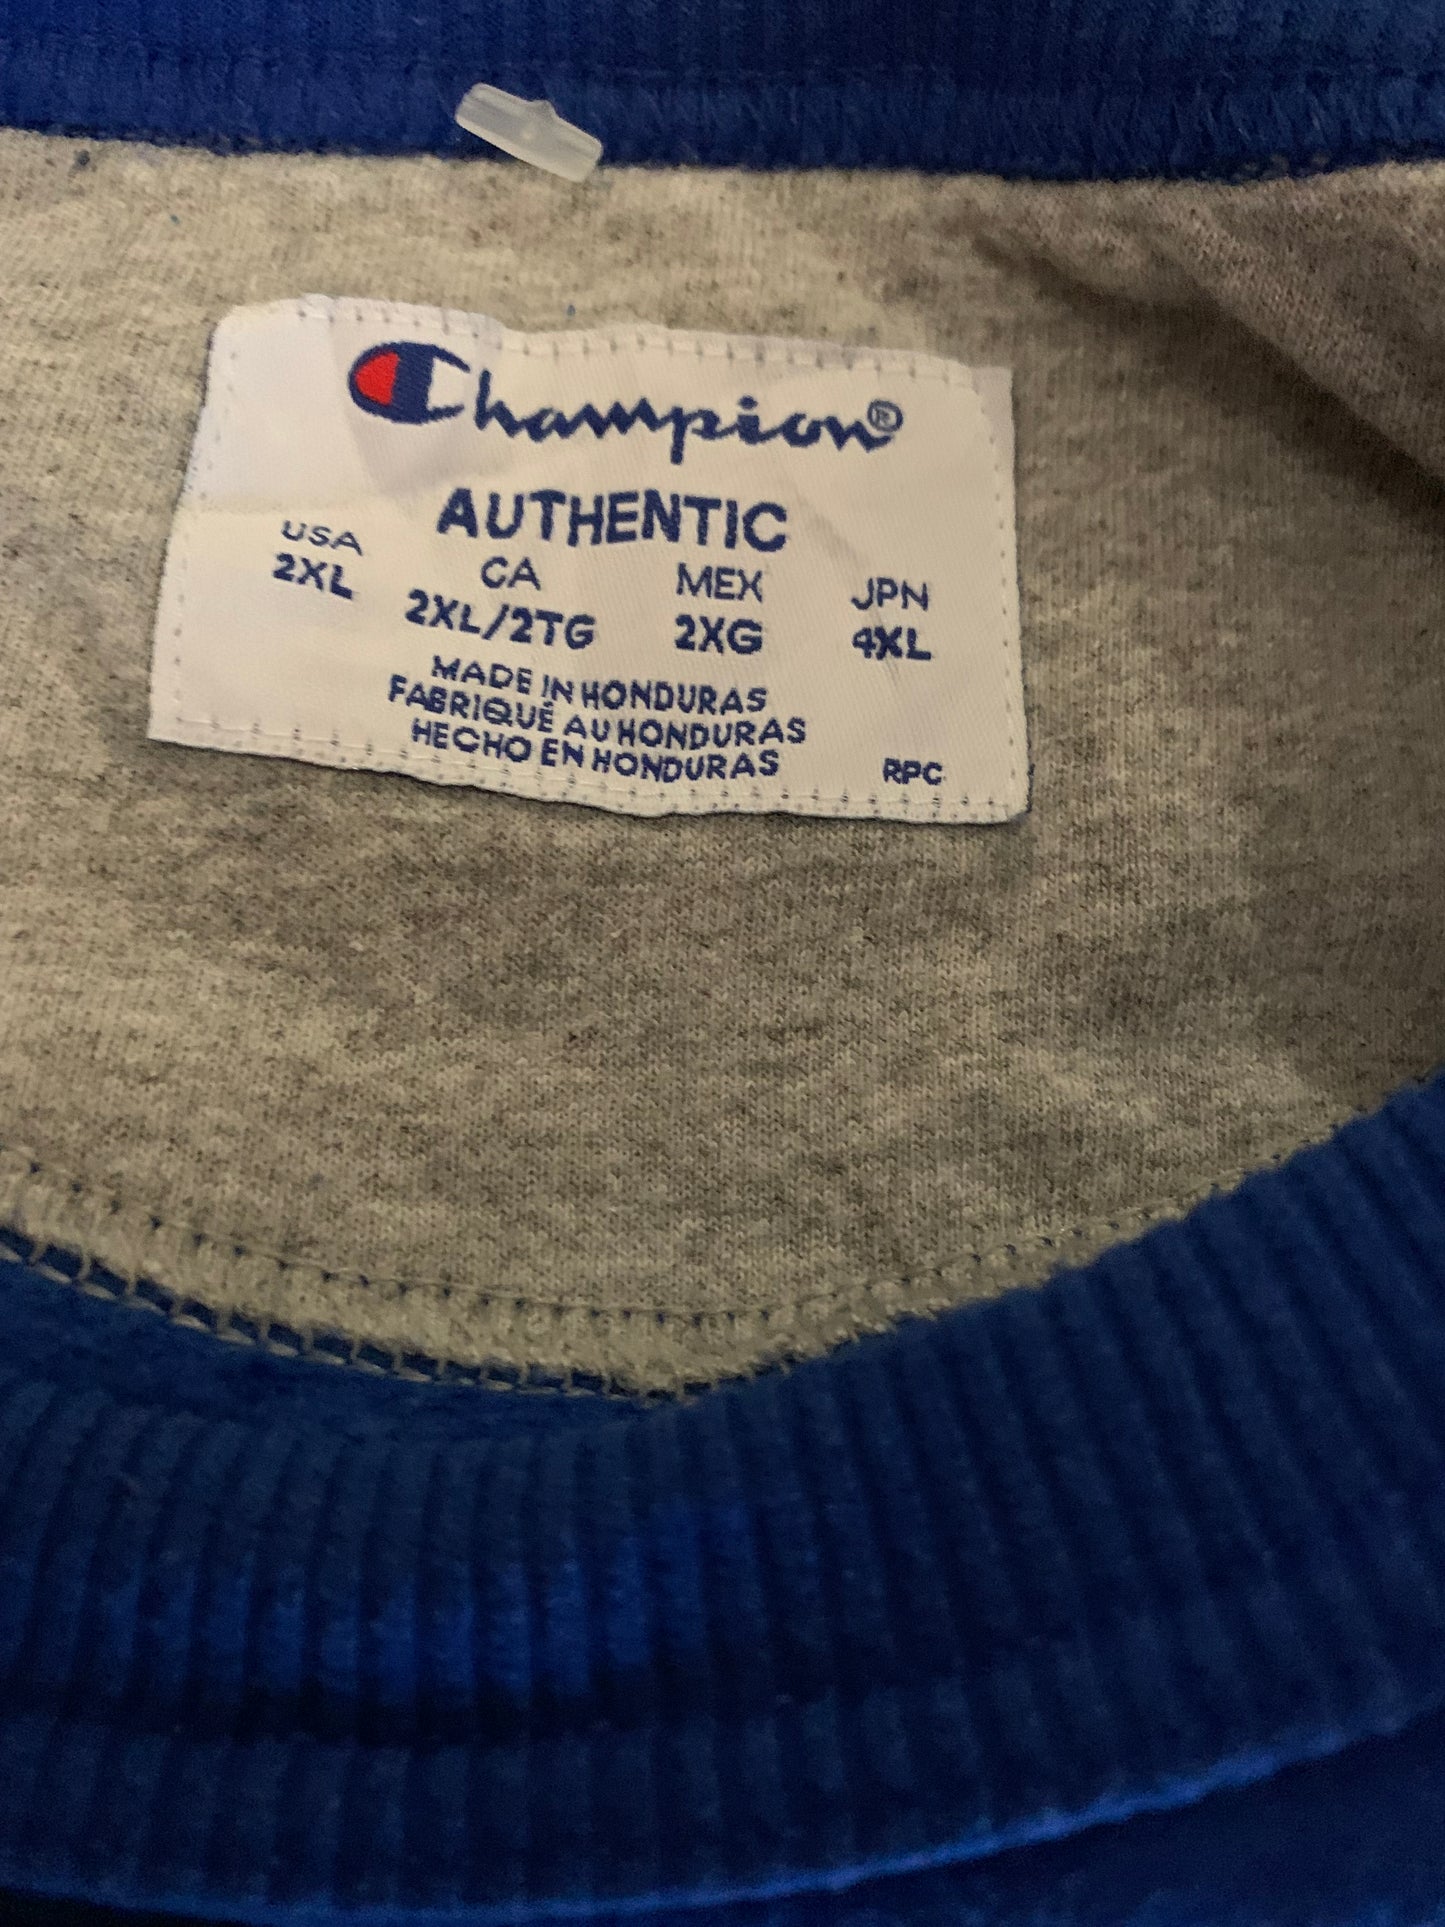 Champion®
AUTHENTIC
USA CA MEX JPN
2XL 2XL/2TG 2XG 4XL
MADE IN HONDURAS
FABRIQUÉ AU HONDURAS
HECHO EN HONDURAS
RPC